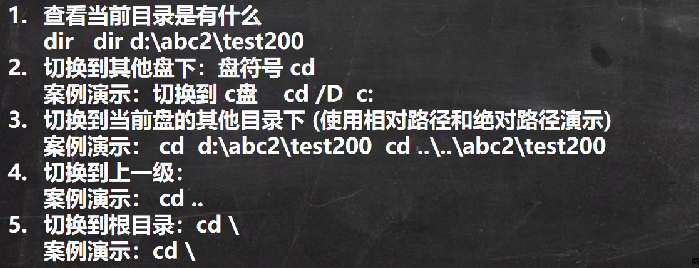 1. 查看当前目录是有什么
dir dir d:\abc2\test200
2. 切换到其他盘下：盘符号 cd
案例演示：切换到 c盘 cd /D c:
3. 切换到当前盘的其他目录下 (使用相对路径和绝对路径演示)
案例演示： cd d:\abc2\test200 cd ..\..\abc2\test200
4. 切换到上一级：
案例演示： cd ..
5. 切换到根目录：cd \
案例演示：cd \